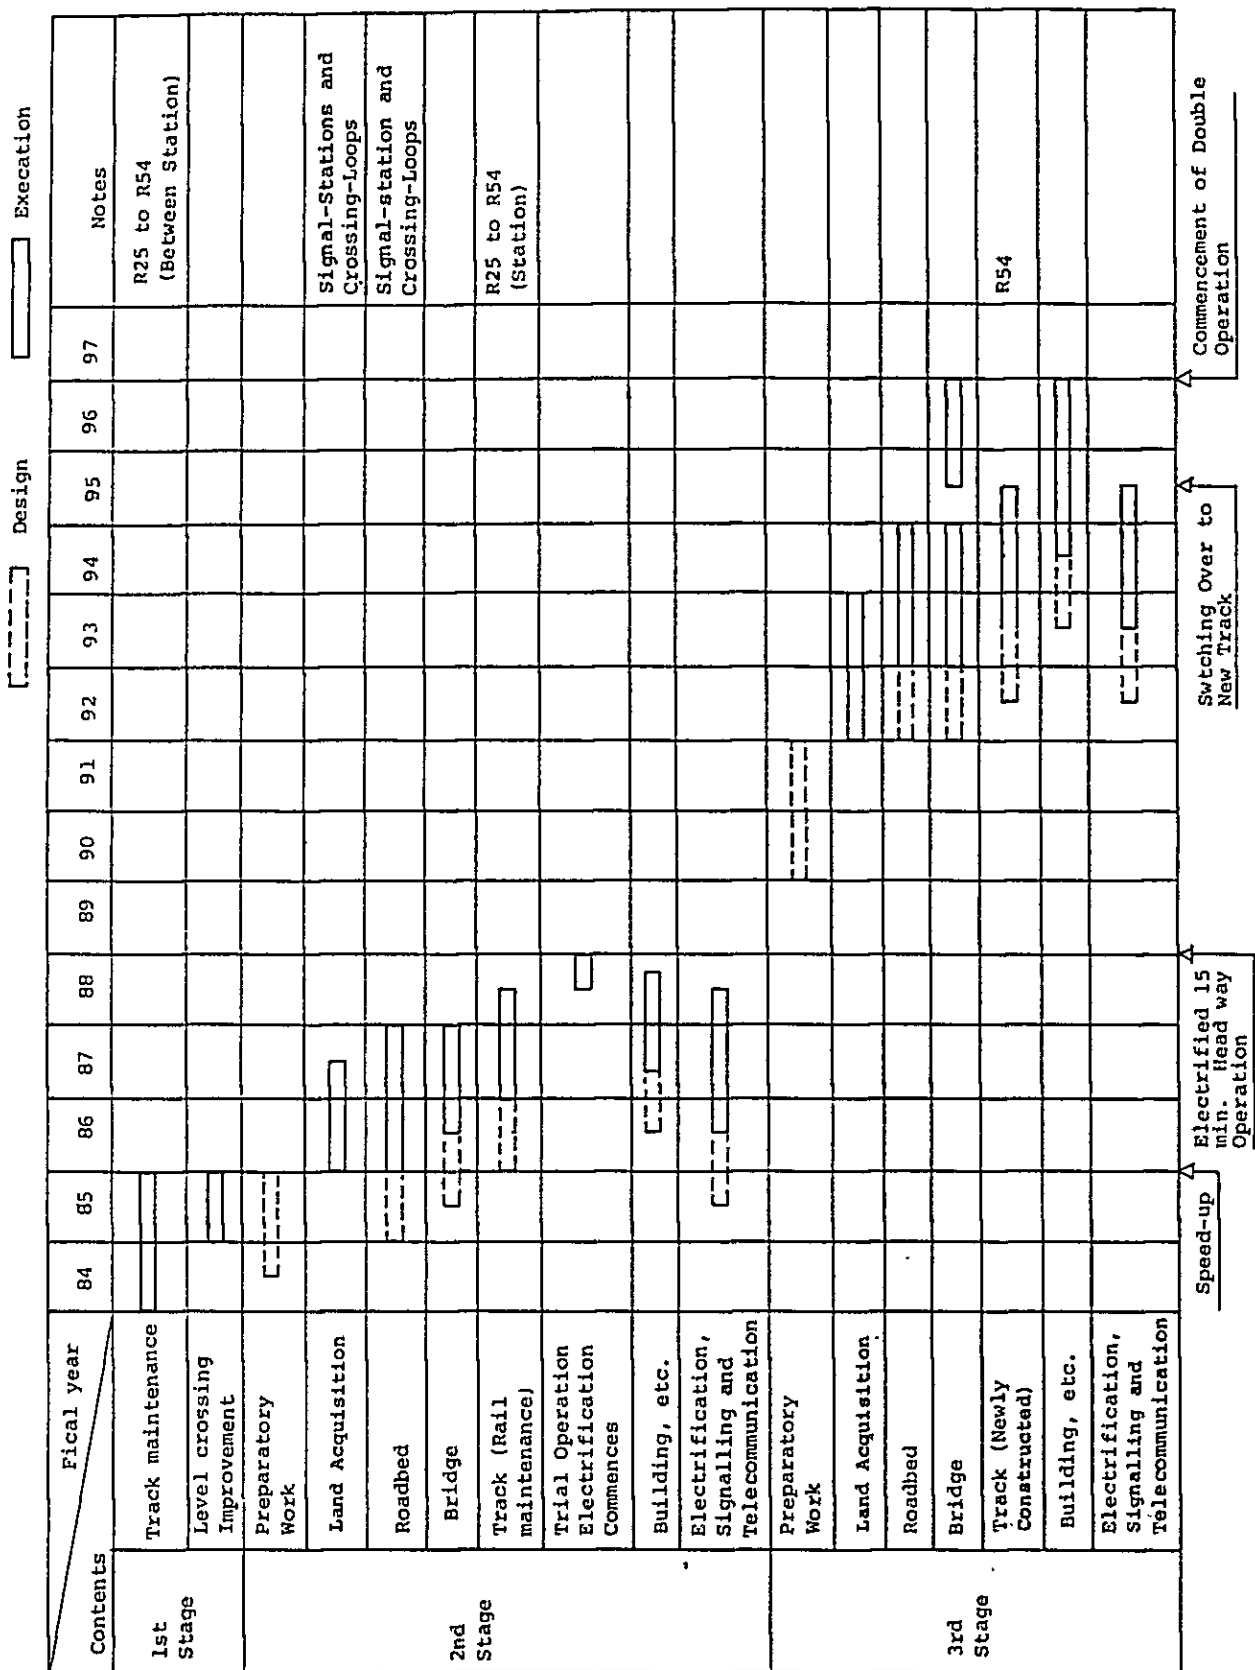 Design
Execation
Contents
Fical year
84
85
86
87
88
89
90
91
92
93
94
95
96
97
Notes
1st
Stage
Track maintenance
R25 to R54
(Between Station)
Level crossing
Improvement
2nd
Stage
Preparatory
Work
Land Acquisition
Signal-Stations and
Crossing-Loops
Roadbed
Signal-station and
Crossing-Loops
Bridge
Track (Rail
maintenance)
R25 to R54
(Station)
Trial Operation
Electrification
Commences
Building, etc.
Electrification,
Signalling and
Telecommunication
3rd
Stage
Preparatory
Work
Land Acquisition
Roadbed
Bridge
Track (Newly
Constructed)
R54
Building, etc.
Electrification,
Signalling and
Telecommunication
Speed-up
Electrified 15
min. Head way
Operation
Swtching Over to
New Track
Commencement of Double
Operation